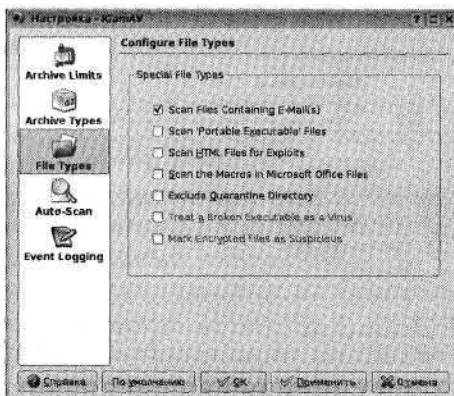 Настройка - KlamAV
Configure File Types
Archive Limits
Archive Types
File Types
Auto-Scan
Event Logging
Special File Types
Scan Files Containing E-Mail(s)
Scan 'Portable Executable' Files
Scan HTML Files for Exploits
Scan the Macros in Microsoft Office Files
Exclude Quarantine Directory
Treat a Broken Executable as a Virus
Mark Encrypted Files as Suspicious
Справка
По умолчанию
OK
Применить
Отмена